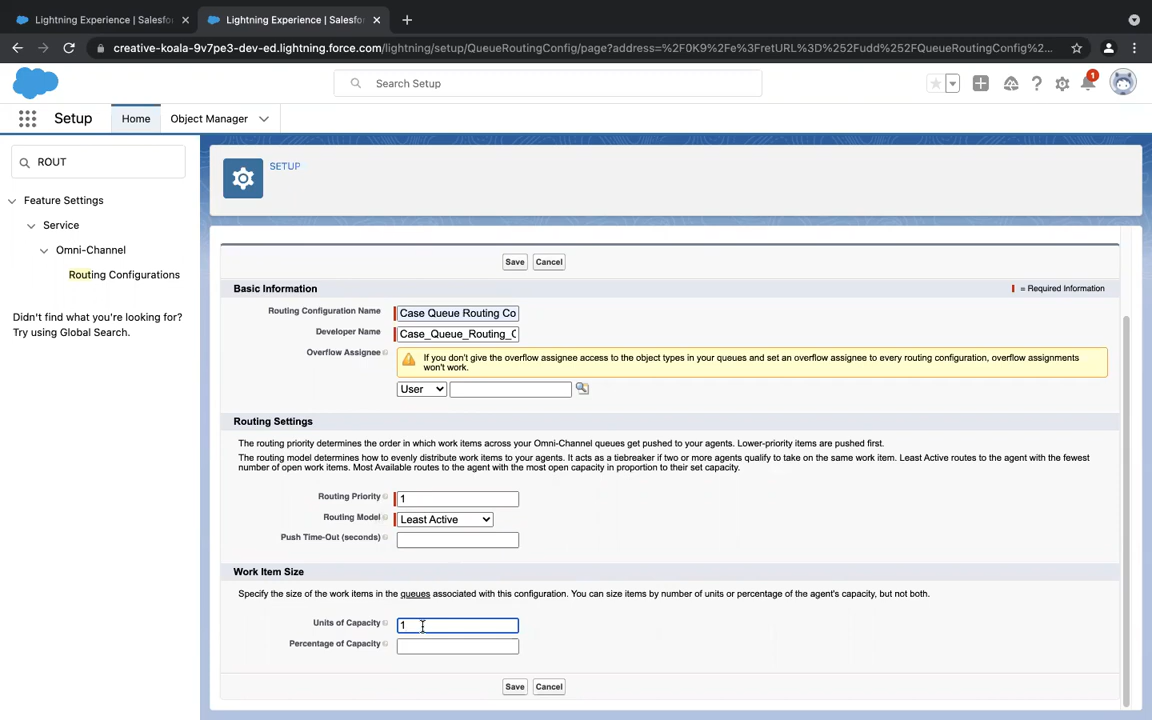 Lightning Experience | Salesfor
Lightning Experience | Salesfo
creative-koala-9v7pe3-dev-ed.lightning.force.com/lightning/setup/QueueRoutingConfig/page?address=%2F0K9%2Fe%3FretURL%3D%252Fudd%252FQueueRoutingConfig%2...
Search Setup
1
Setup
Home
Object Manager
ROUT
Feature Settings
Service
Omni-Channel
Routing Configurations
Didn't find what you're looking for?
Try using Global Search.
SETUP
Save
Cancel
Basic Information
= Required Information
Routing Configuration Name
Case Queue Routing Co
Developer Name
Case_Queue_Routing_C
Overflow Assignee
If you don't give the overflow assignee access to the object types in your queues and set an overflow assignee to every routing configuration, overflow assignments
won't work.
User
Routing Settings
The routing priority determines the order in which work items across your Omni-Channel queues get pushed to your agents. Lower-priority items are pushed first.
The routing model determines how to evenly distribute work items to your agents. It acts as a tiebreaker if two or more agents qualify to take on the same work item. Least Active routes to the agent with the fewest
number of open work items. Most Available routes to the agent with the most open capacity in proportion to their set capacity.
Routing Priority
1
Routing Model
Least Active
Push Time-Out (seconds)
Work Item Size
Specify the size of the work items in the queues associated with this configuration. You can size items by number of units or percentage of the agent's capacity, but not both.
Units of Capacity
1
Percentage of Capacity
Save
Cancel